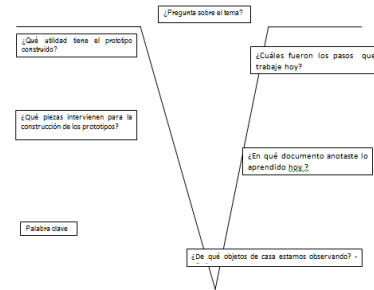 ¿Pregunta sobre el tema?
¿Qué utilidad tiene el prototipo
construido?
¿Cuáles fueron los pasos que
trabaje hoy?
¿Qué piezas intervienen para la
construcción de los prototipos?
¿En qué documento anotaste lo
aprendido hoy.?
Palabra clave
¿De qué objetos de casa estamos observando? -